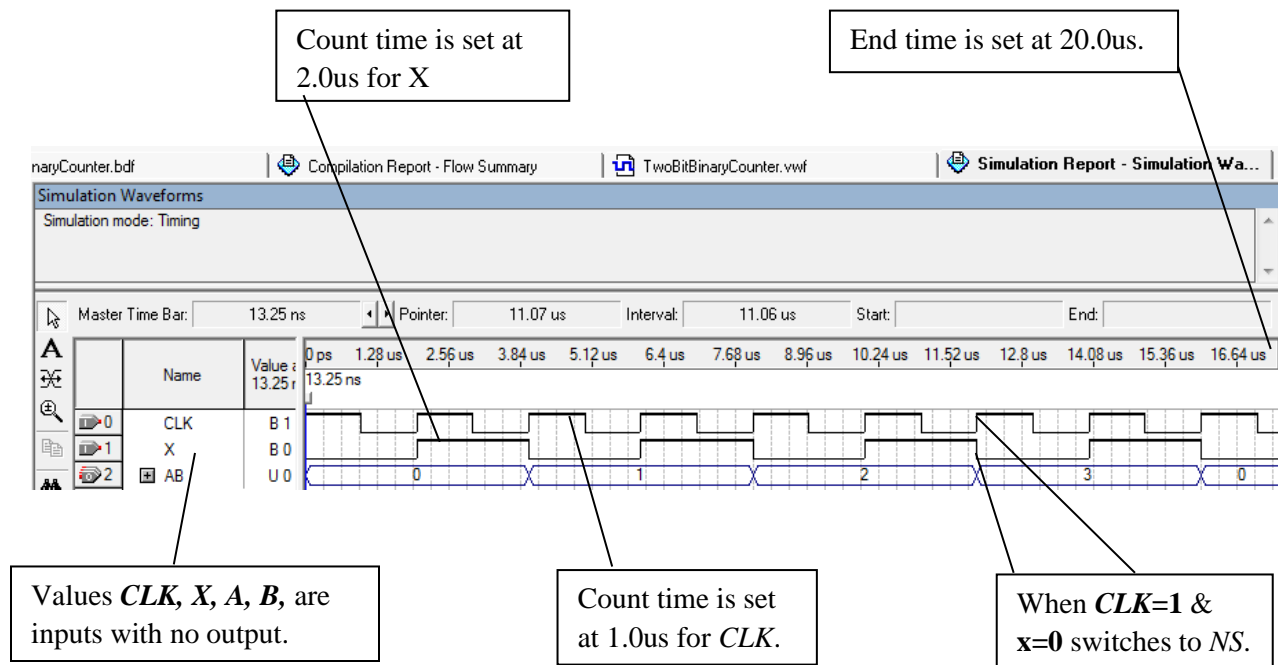 Count time is set at
2.0us for X
End time is set at 20.0us.
naryCounter.bdf
Compilation Report - Flow Summary
TwoBitBinaryCounter.vwf
Simulation Report - Simulation Wa...
Simulation Waveforms
Simulation mode: Timing
Master Time Bar: 13.25 ns Pointer: 11.07 us Interval: 11.06 us Start: End:
Name
Value a
13.25 r
0 ps 1.28 us 2.56 us 3.84 us 5.12 us 6.4 us 7.68 us 8.96 us 10.24 us 11.52 us 12.8 us 14.08 us 15.36 us 16.64 us
13.25 ns
0 CLK B 1
1 X B 0
2 AB U 0 0 1 2 3 0
Values CLK, X, A, B, are
inputs with no output.
Count time is set
at 1.0us for CLK.
When CLK=1 &
x=0 switches to NS.